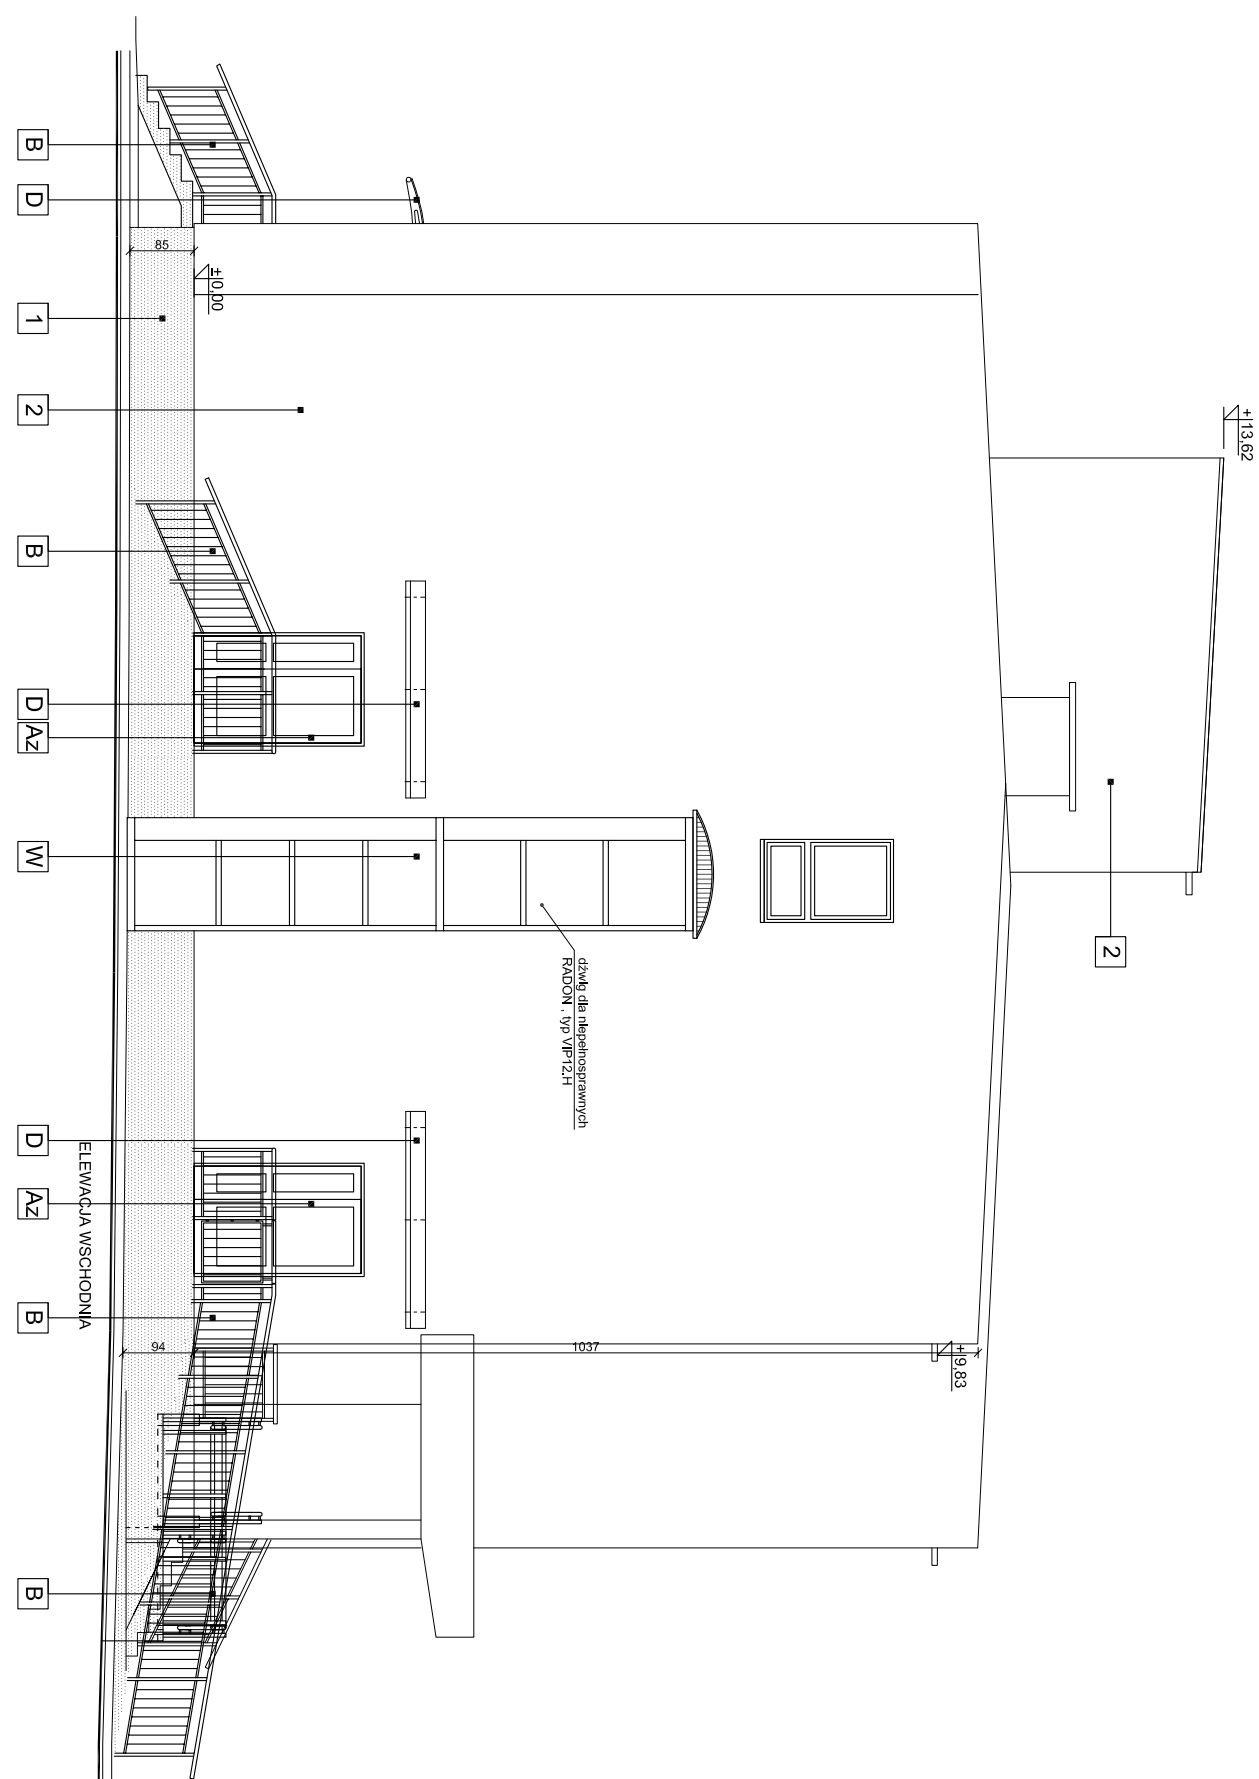 +13,62
2
+9,83
1037
dźwig dla niepełnosprawnych
RADON , typ VIP12.H
±0,00
85
94
ELEWACJA WSCHODNIA
B
D
1
2
B
D
Az
W
D
Az
B
B